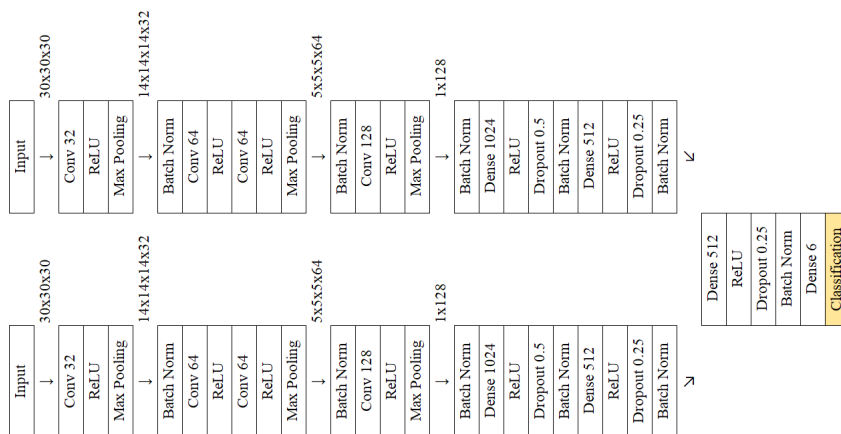 Input
30x30x30
→
Conv 32
ReLU
Max Pooling
14x14x14x32
→
Batch Norm
Conv 64
ReLU
Conv 64
ReLU
Max Pooling
5x5x5x64
→
Batch Norm
Conv 128
ReLU
Max Pooling
1x128
→
Batch Norm
Dense 1024
ReLU
Dropout 0.5
Batch Norm
Dense 512
ReLU
Dropout 0.25
Batch Norm
↘
Input
30x30x30
→
Conv 32
ReLU
Max Pooling
14x14x14x32
→
Batch Norm
Conv 64
ReLU
Conv 64
ReLU
Max Pooling
5x5x5x64
→
Batch Norm
Conv 128
ReLU
Max Pooling
1x128
→
Batch Norm
Dense 1024
ReLU
Dropout 0.5
Batch Norm
Dense 512
ReLU
Dropout 0.25
Batch Norm
↗
Dense 512
ReLU
Dropout 0.25
Batch Norm
Dense 6
Classification